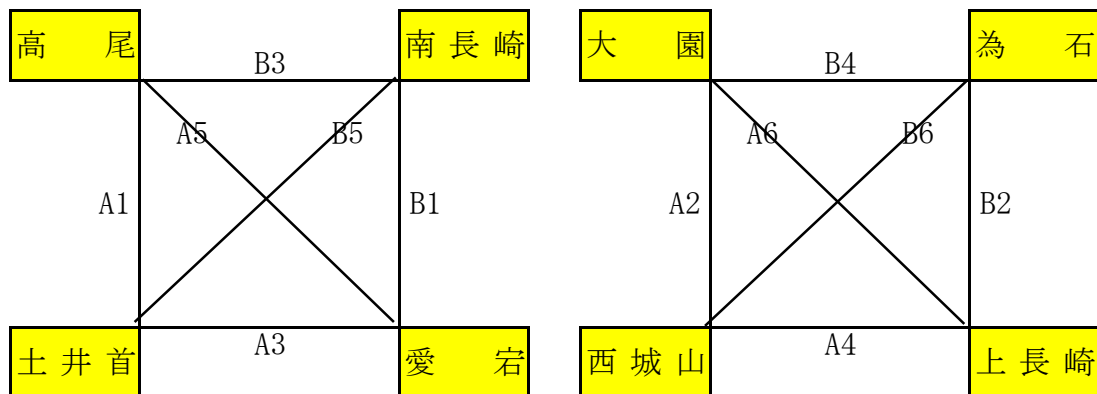 高尾 南長崎 大園 為石
B3 B4
A5 B5 A6 B6
A1 B1 A2 B2
A3 A4
土井首 愛宕 西城山 上長崎